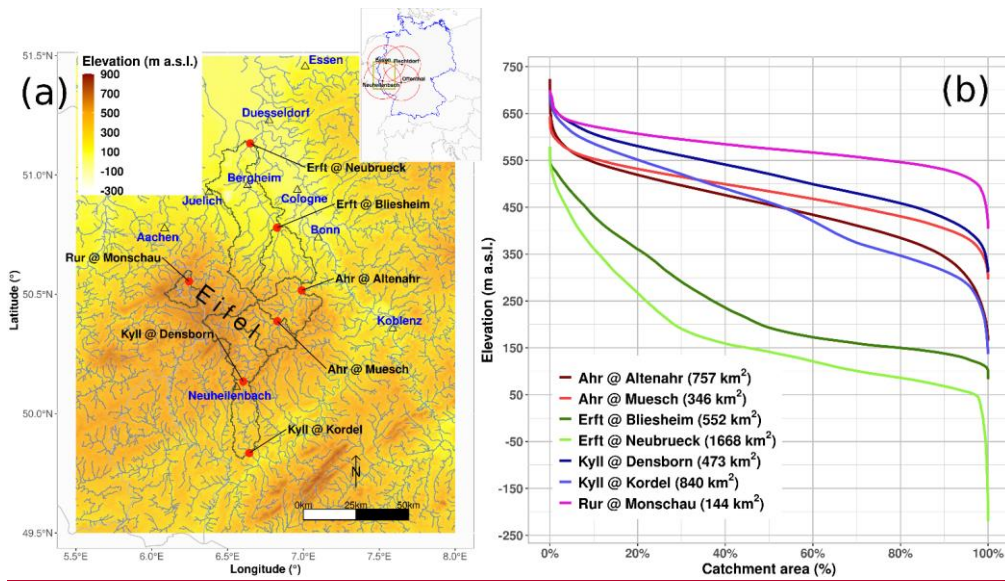 (a)
Elevation (m a.s.l.)
900
700
500
300
100
-100
-300
51.5°N
51.0°N
50.5°N
50.0°N
49.5°N
Latitude (°)
Essen
Duesseldorf
Erft @ Neubrueck
Bergheim
Juelich
Cologne
Erft @ Bliesheim
Aachen
Bonn
Rur @ Monschau
Ahr @ Altenahr
Eifel
Koblenz
Kyll @ Densborn
Ahr @ Muesch
Neuheilenbach
Kyll @ Kordel
N
0km 25km 50km
5.5°E 6.0°E 6.5°E 7.0°E 7.5°E 8.0°E
Longitude (°)
Neuheilenbach
(b)
750
650
550
450
350
250
150
50
-50
-150
-250
Elevation (m a.s.l.)
Ahr @ Altenahr (757 km²)
Ahr @ Muesch (346 km²)
Erft @ Bliesheim (552 km²)
Erft @ Neubrueck (1668 km²)
Kyll @ Densborn (473 km²)
Kyll @ Kordel (840 km²)
Rur @ Monschau (144 km²)
0% 20% 40% 60% 80% 100%
Catchment area (%)